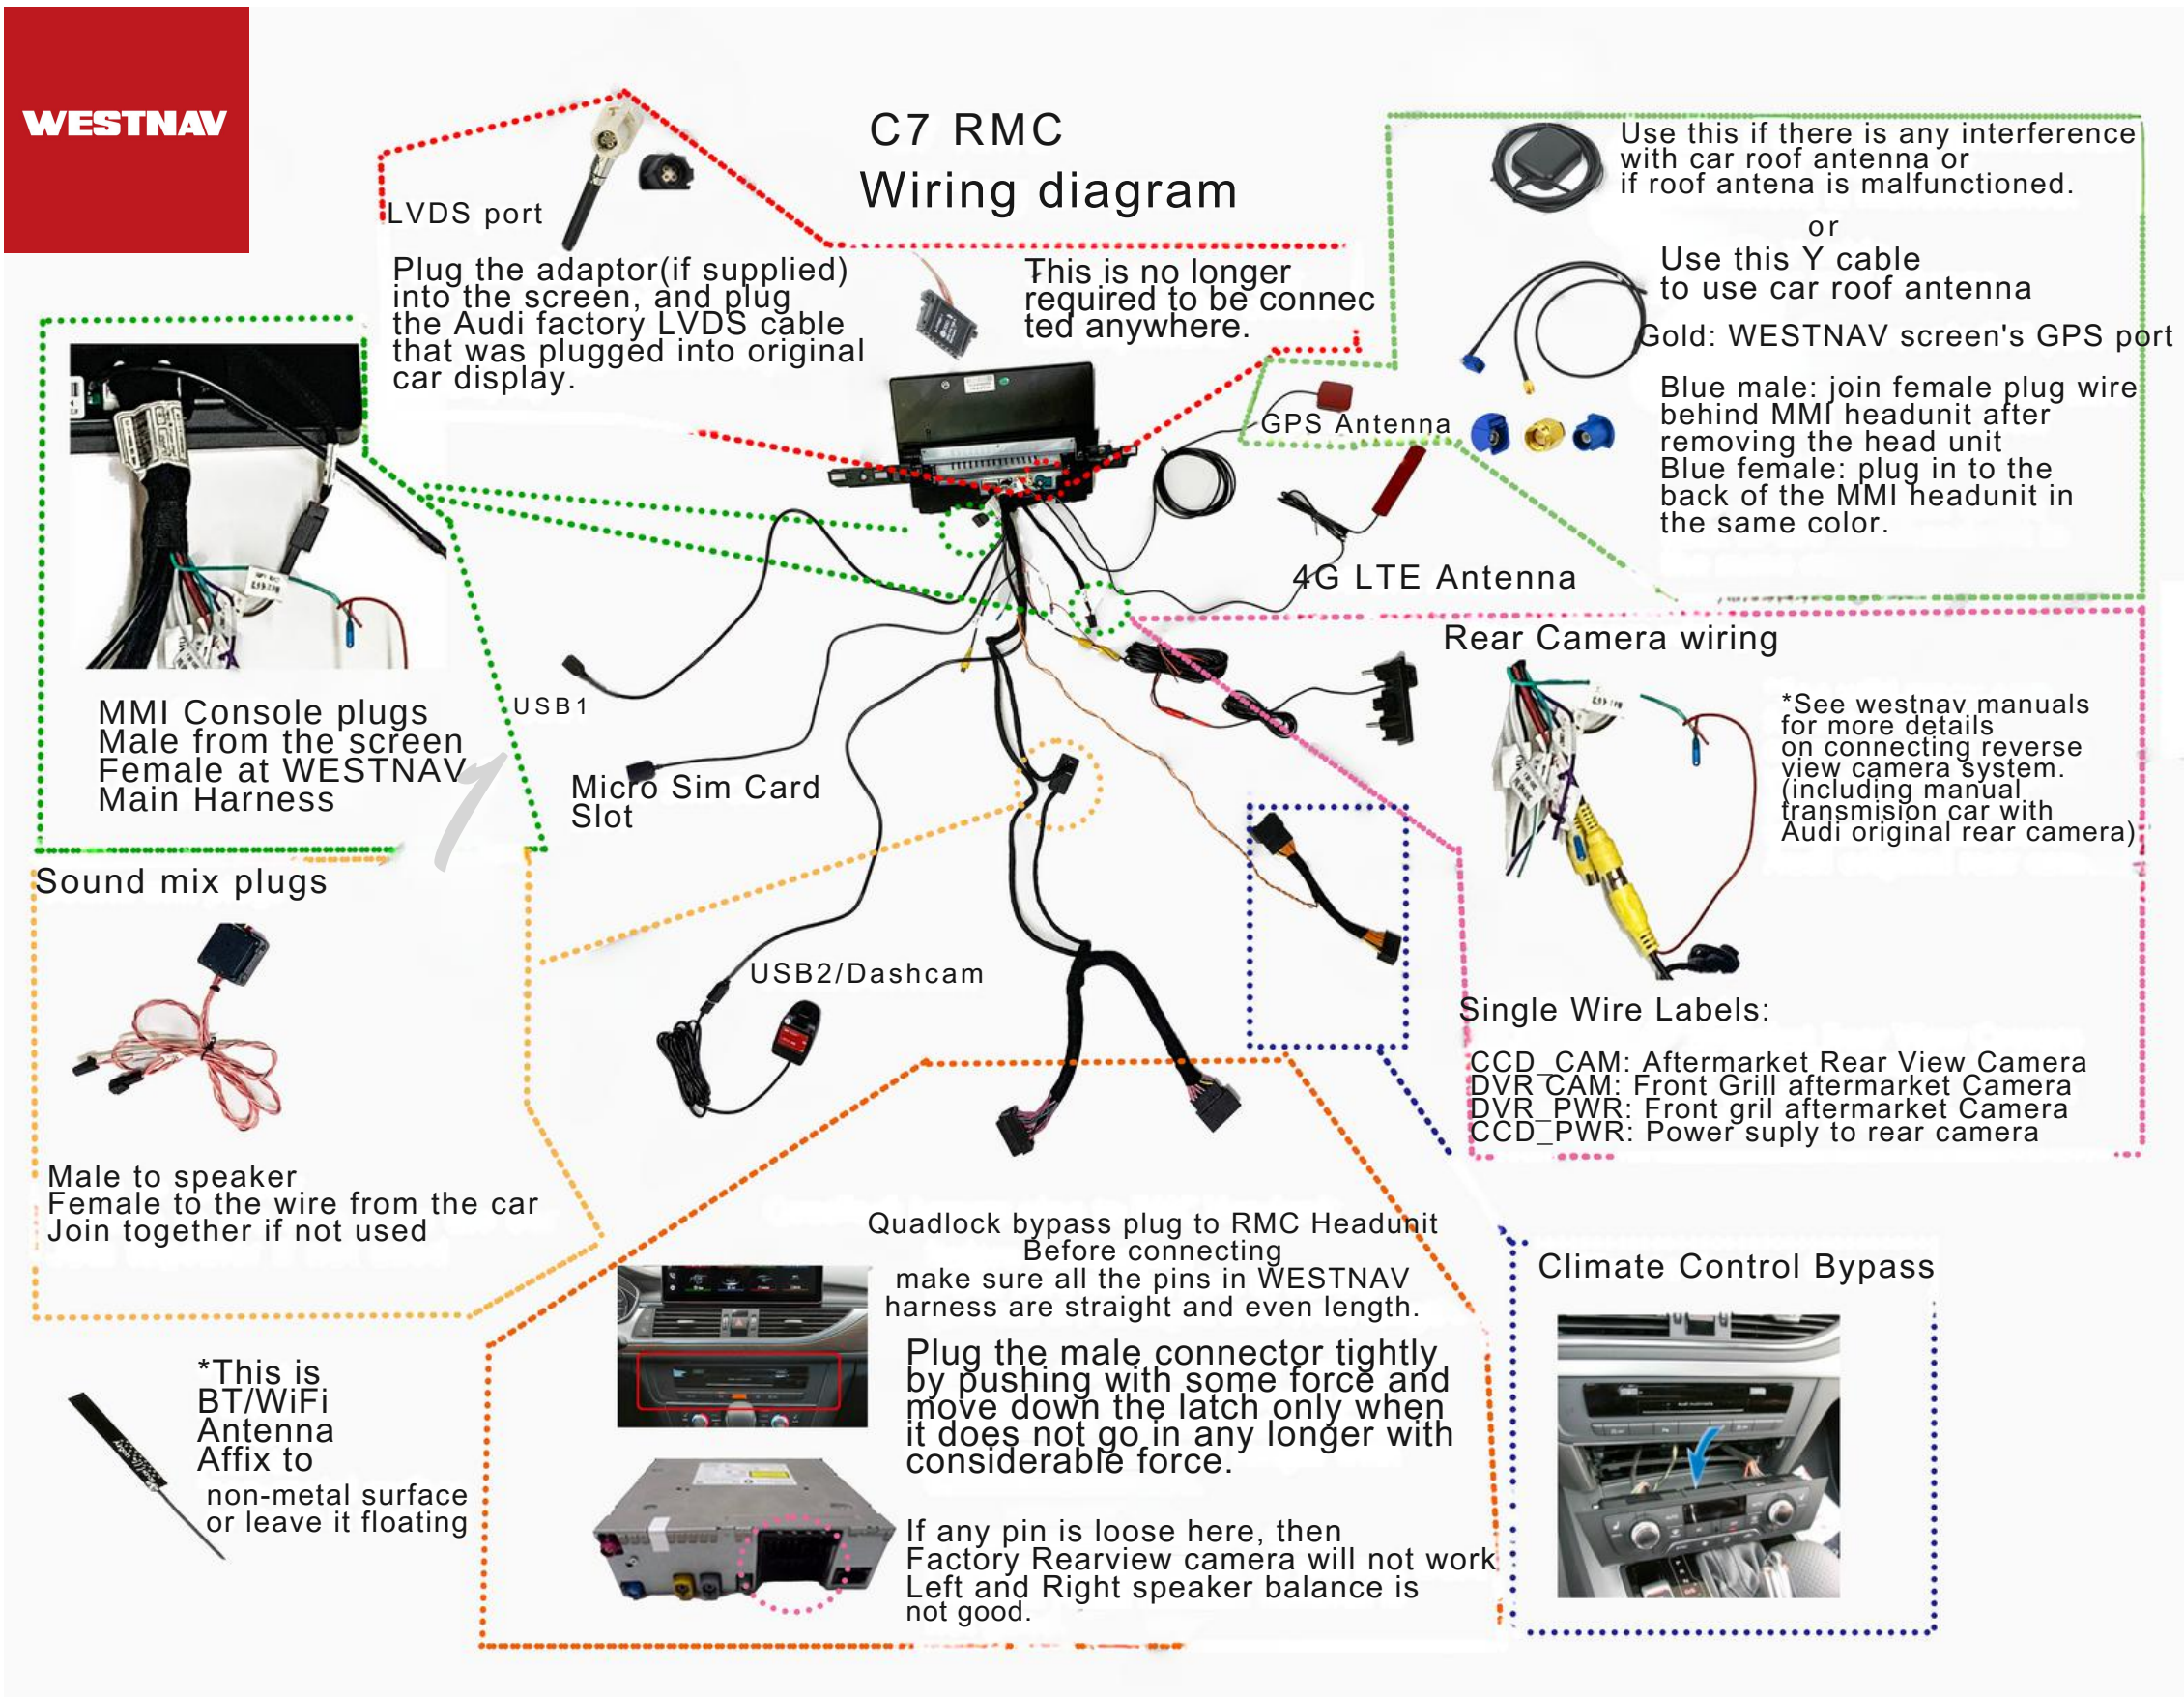 WESTNAV
C7 RMC
Wiring diagram
LVDS port
Plug the adaptor(if supplied)
into the screen, and plug
the Audi factory LVDS cable
that was plugged into original
car display.
This is no longer
required to be connec
ted anywhere.
Use this if there is any interference
with car roof antenna or
if roof antena is malfunctioned.
or
Use this Y cable
to use car roof antenna
Gold: WESTNAV screen's GPS port
Blue male: join female plug wire
behind MMI headunit after
removing the head unit
Blue female: plug in to the
back of the MMI headunit in
the same color.
GPS Antenna
4G LTE Antenna
MMI Console plugs
Male from the screen
Female at WESTNAV
Main Harness
USB1
Micro Sim Card
Slot
Rear Camera wiring
*See westnav manuals
for more details
on connecting reverse
view camera system.
(including manual
transmision car with
Audi original rear camera)
Sound mix plugs
Male to speaker
Female to the wire from the car
Join together if not used
USB2/Dashcam
Single Wire Labels:
CCD_CAM: Aftermarket Rear View Camera
DVR_CAM: Front Grill aftermarket Camera
DVR_PWR: Front gril aftermarket Camera
CCD_PWR: Power suply to rear camera
Quadlock bypass plug to RMC Headunit
Before connecting
make sure all the pins in WESTNAV
harness are straight and even length.
Plug the male connector tightly
by pushing with some force and
move down the latch only when
it does not go in any longer with
considerable force.
If any pin is loose here, then
Factory Rearview camera will not work
Left and Right speaker balance is
not good.
Climate Control Bypass
*This is
BT/WiFi
Antenna
Affix to
non-metal surface
or leave it floating